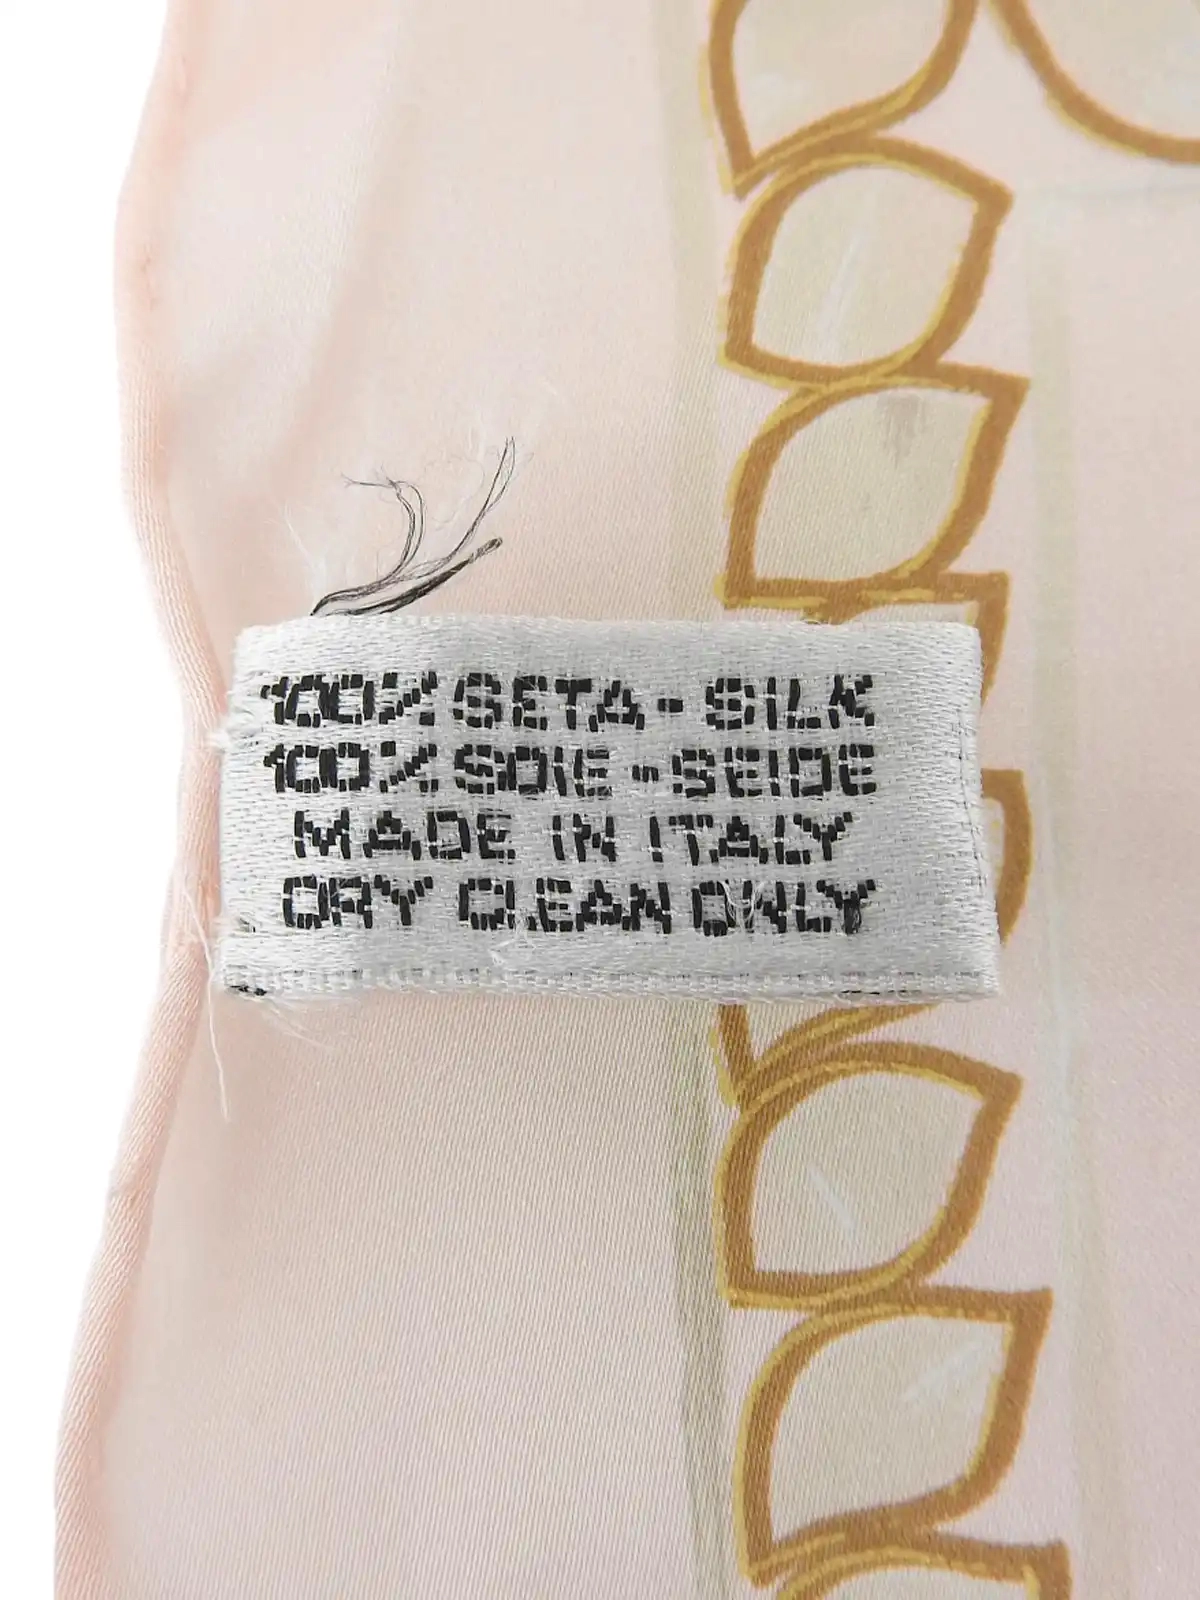 100% SETA - SILK
100% SOIE - SEIDE
MADE IN ITALY
DRY CLEAN ONLY